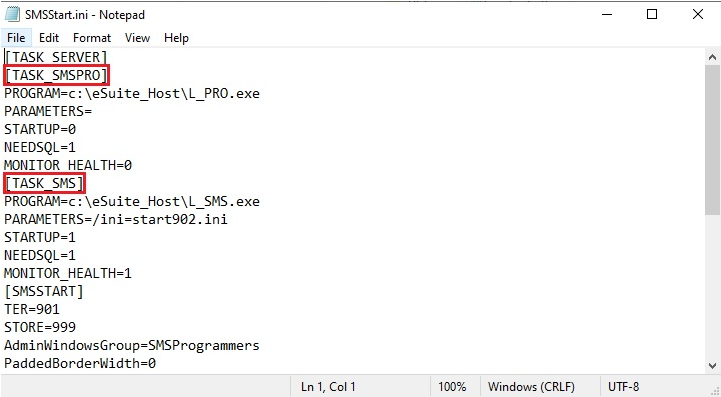 SMSStart.ini - Notepad
File Edit Format View Help
[TASK_SERVER]
[TASK_SMSPRO]
PROGRAM=c:\eSuite_Host\L_PRO.exe
PARAMETERS=
STARTUP=0
NEEDSQL=1
MONITOR_HEALTH=0
[TASK_SMS]
PROGRAM=c:\eSuite_Host\L_SMS.exe
PARAMETERS=/ini=start902.ini
STARTUP=1
NEEDSQL=1
MONITOR_HEALTH=1
[SMSSTART]
TER=901
STORE=999
AdminWindowsGroup=SMSProgrammers
PaddedBorderWidth=0
Ln 1, Col 1 100% Windows (CRLF) UTF-8